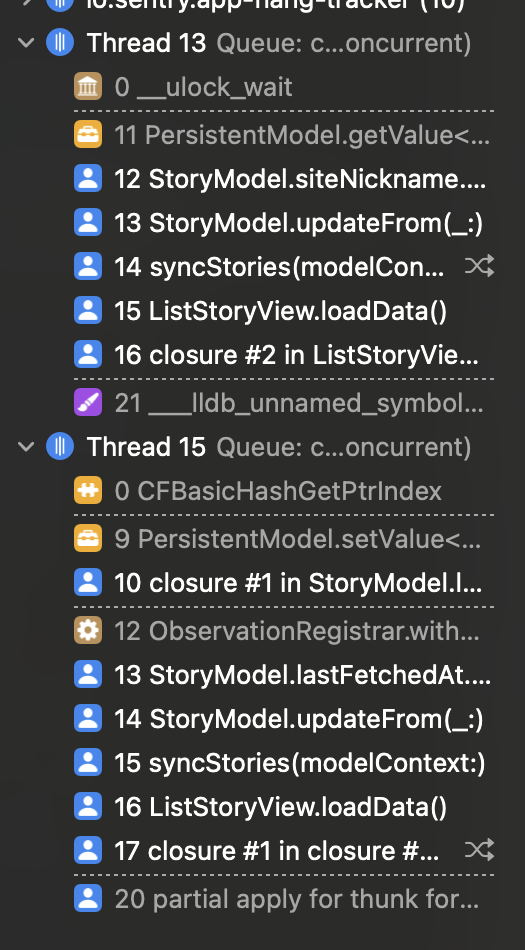 io.sentry.app-hang-tracker (10)
Thread 13 Queue: c...oncurrent)
0 __ulock_wait
11 PersistentModel.getValue<...
12 StoryModel.siteNickname....
13 StoryModel.updateFrom(_:)
14 syncStories(modelCon...
15 ListStoryView.loadData()
16 closure #2 in ListStoryVie...
21 ___lldb_unnamed_symbol...
Thread 15 Queue: c...oncurrent)
0 CFBasicHashGetPtrIndex
9 PersistentModel.setValue<...
10 closure #1 in StoryModel.l...
12 ObservationRegistrar.with...
13 StoryModel.lastFetchedAt....
14 StoryModel.updateFrom(_:)
15 syncStories(modelContext:)
16 ListStoryView.loadData()
17 closure #1 in closure #...
20 partial apply for thunk for...